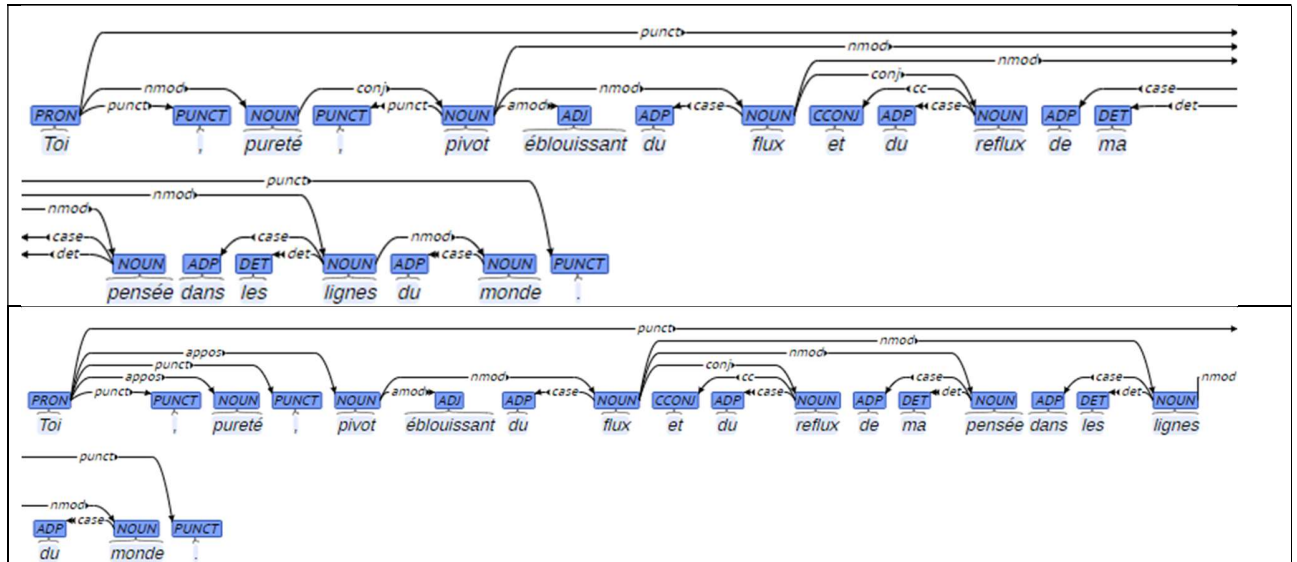 punct
nmod
nmod
nmod conj nmod conj cc case
punct punct amod case case det
PRON PUNCT NOUN PUNCT NOUN ADJ ADP NOUN CCONJ ADP NOUN ADP DET
Toi , pureté , pivot éblouissant du flux et du reflux de ma
punct
nmod
nmod
case case nmod
det det case
NOUN ADP DET NOUN ADP NOUN PUNCT
pensée dans les lignes du monde .
punct
nmod
appos nmod
punct conj
appos nmod cc case case nmod
punct amod case case det det
PRON PUNCT NOUN PUNCT NOUN ADJ ADP NOUN CCONJ ADP NOUN ADP DET NOUN ADP DET NOUN
Toi , pureté , pivot éblouissant du flux et du reflux de ma pensée dans les lignes
punct
nmod
case
ADP NOUN PUNCT
du monde .